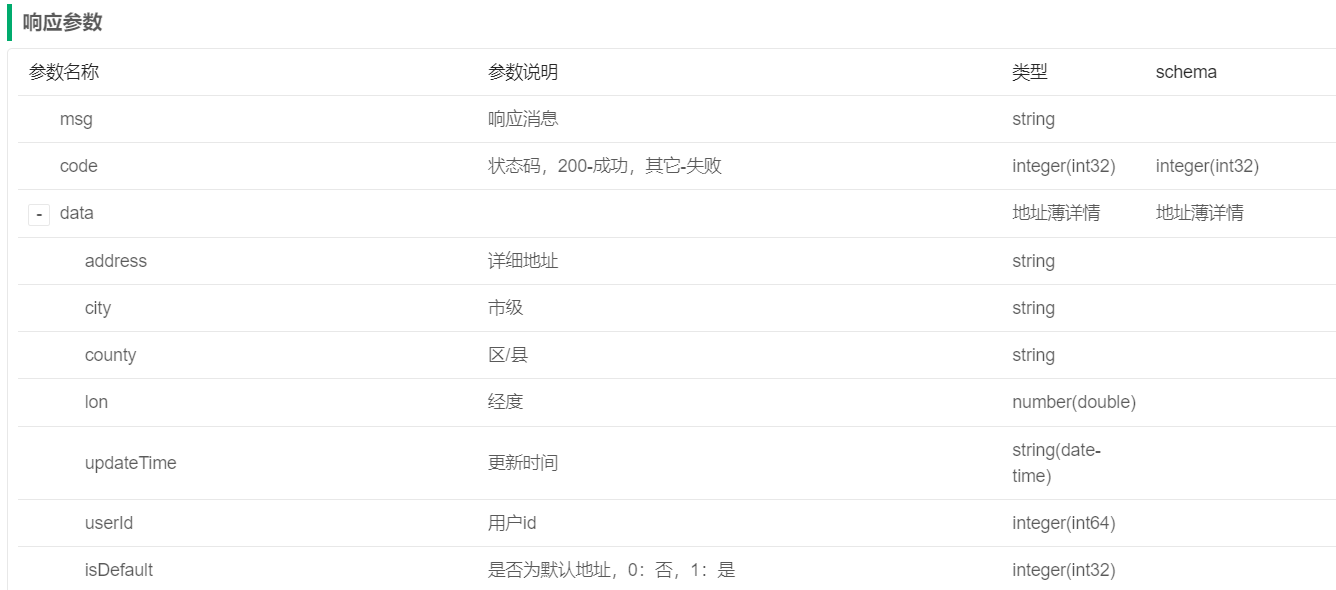 响应参数
参数名称 参数说明 类型 schema
msg 响应消息 string
code 状态码，200-成功，其它-失败 integer(int32) integer(int32)
- data 地址薄详情 地址薄详情
address 详细地址 string
city 市级 string
county 区/县 string
lon 经度 number(double)
updateTime 更新时间 string(date-
time)
userId 用户id integer(int64)
isDefault 是否为默认地址，0：否，1：是 integer(int32)